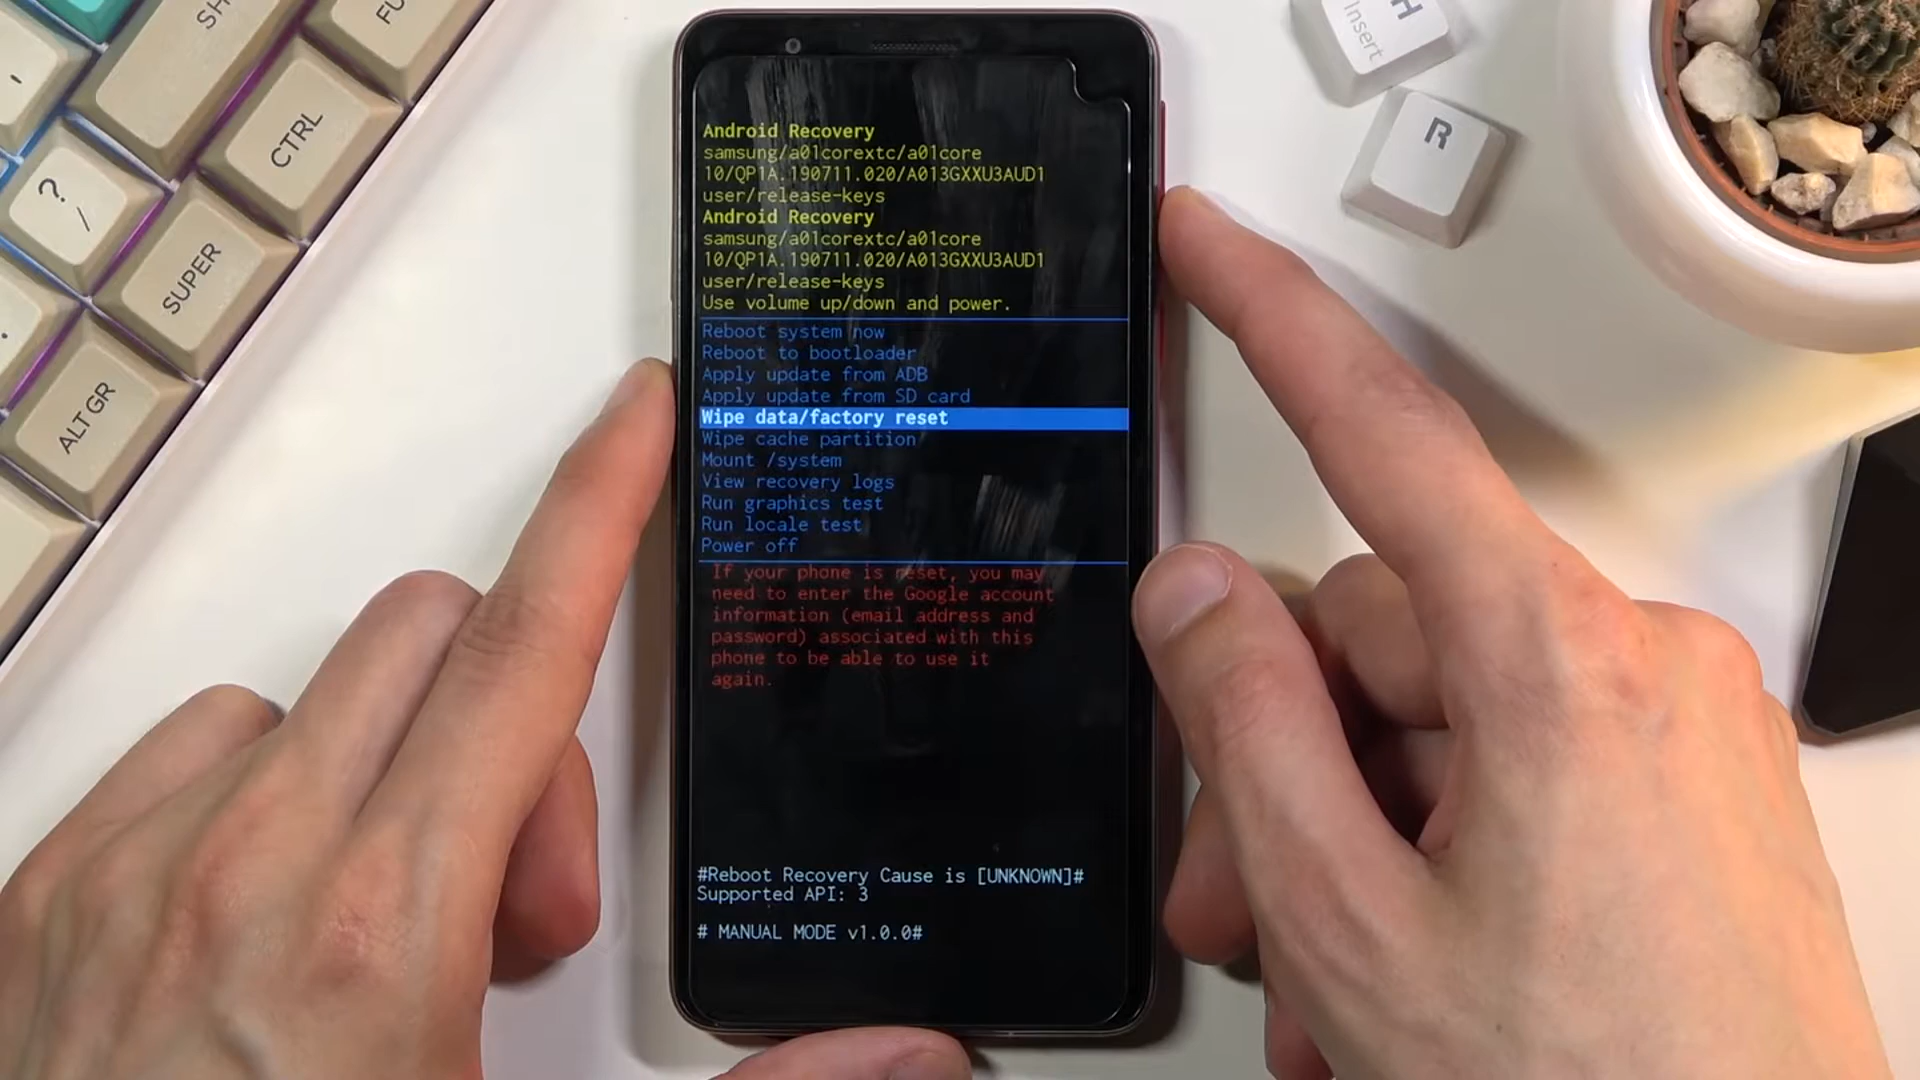 SH
FU
CTRL
?
/
SUPER
ALT GR
H
Insert
R
Android Recovery
samsung/a01corextc/a01core
10/QP1A.190711.020/A013GXXU3AUD1
user/release-keys
Android Recovery
samsung/a01corextc/a01core
10/QP1A.190711.020/A013GXXU3AUD1
user/release-keys
Use volume up/down and power.
Reboot system now
Reboot to bootloader
Apply update from ADB
Apply update from SD card
Wipe data/factory reset
Wipe cache partition
Mount /system
View recovery logs
Run graphics test
Run locale test
Power off
If your phone is reset, you may
need to enter the Google account
information (email address and
password) associated with this
phone to be able to use it
again.
#Reboot Recovery Cause is [UNKNOWN]#
Supported API: 3
# MANUAL MODE v1.0.0#